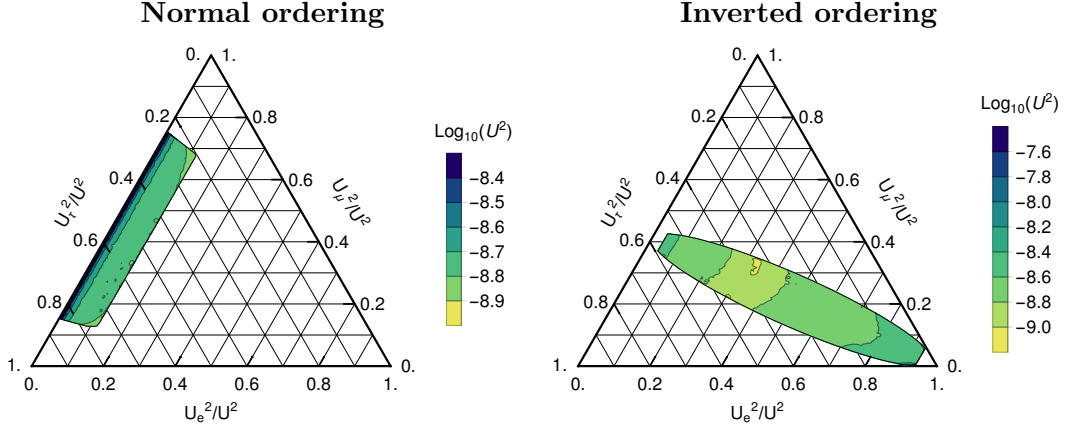 Normal ordering
0. 1.
0.2 0.8
0.4 0.6
0.6 0.4
0.8 0.2
1. 0.
0. 0.2 0.4 0.6 0.8 1.
Uτ²/U²
Uμ²/U²
Ue²/U²
Log10(U²)
−8.4
−8.5
−8.6
−8.7
−8.8
−8.9
Inverted ordering
0. 1.
0.2 0.8
0.4 0.6
0.6 0.4
0.8 0.2
1. 0.
0. 0.2 0.4 0.6 0.8 1.
Uτ²/U²
Uμ²/U²
Ue²/U²
Log10(U²)
−7.6
−7.8
−8.0
−8.2
−8.4
−8.6
−8.8
−9.0